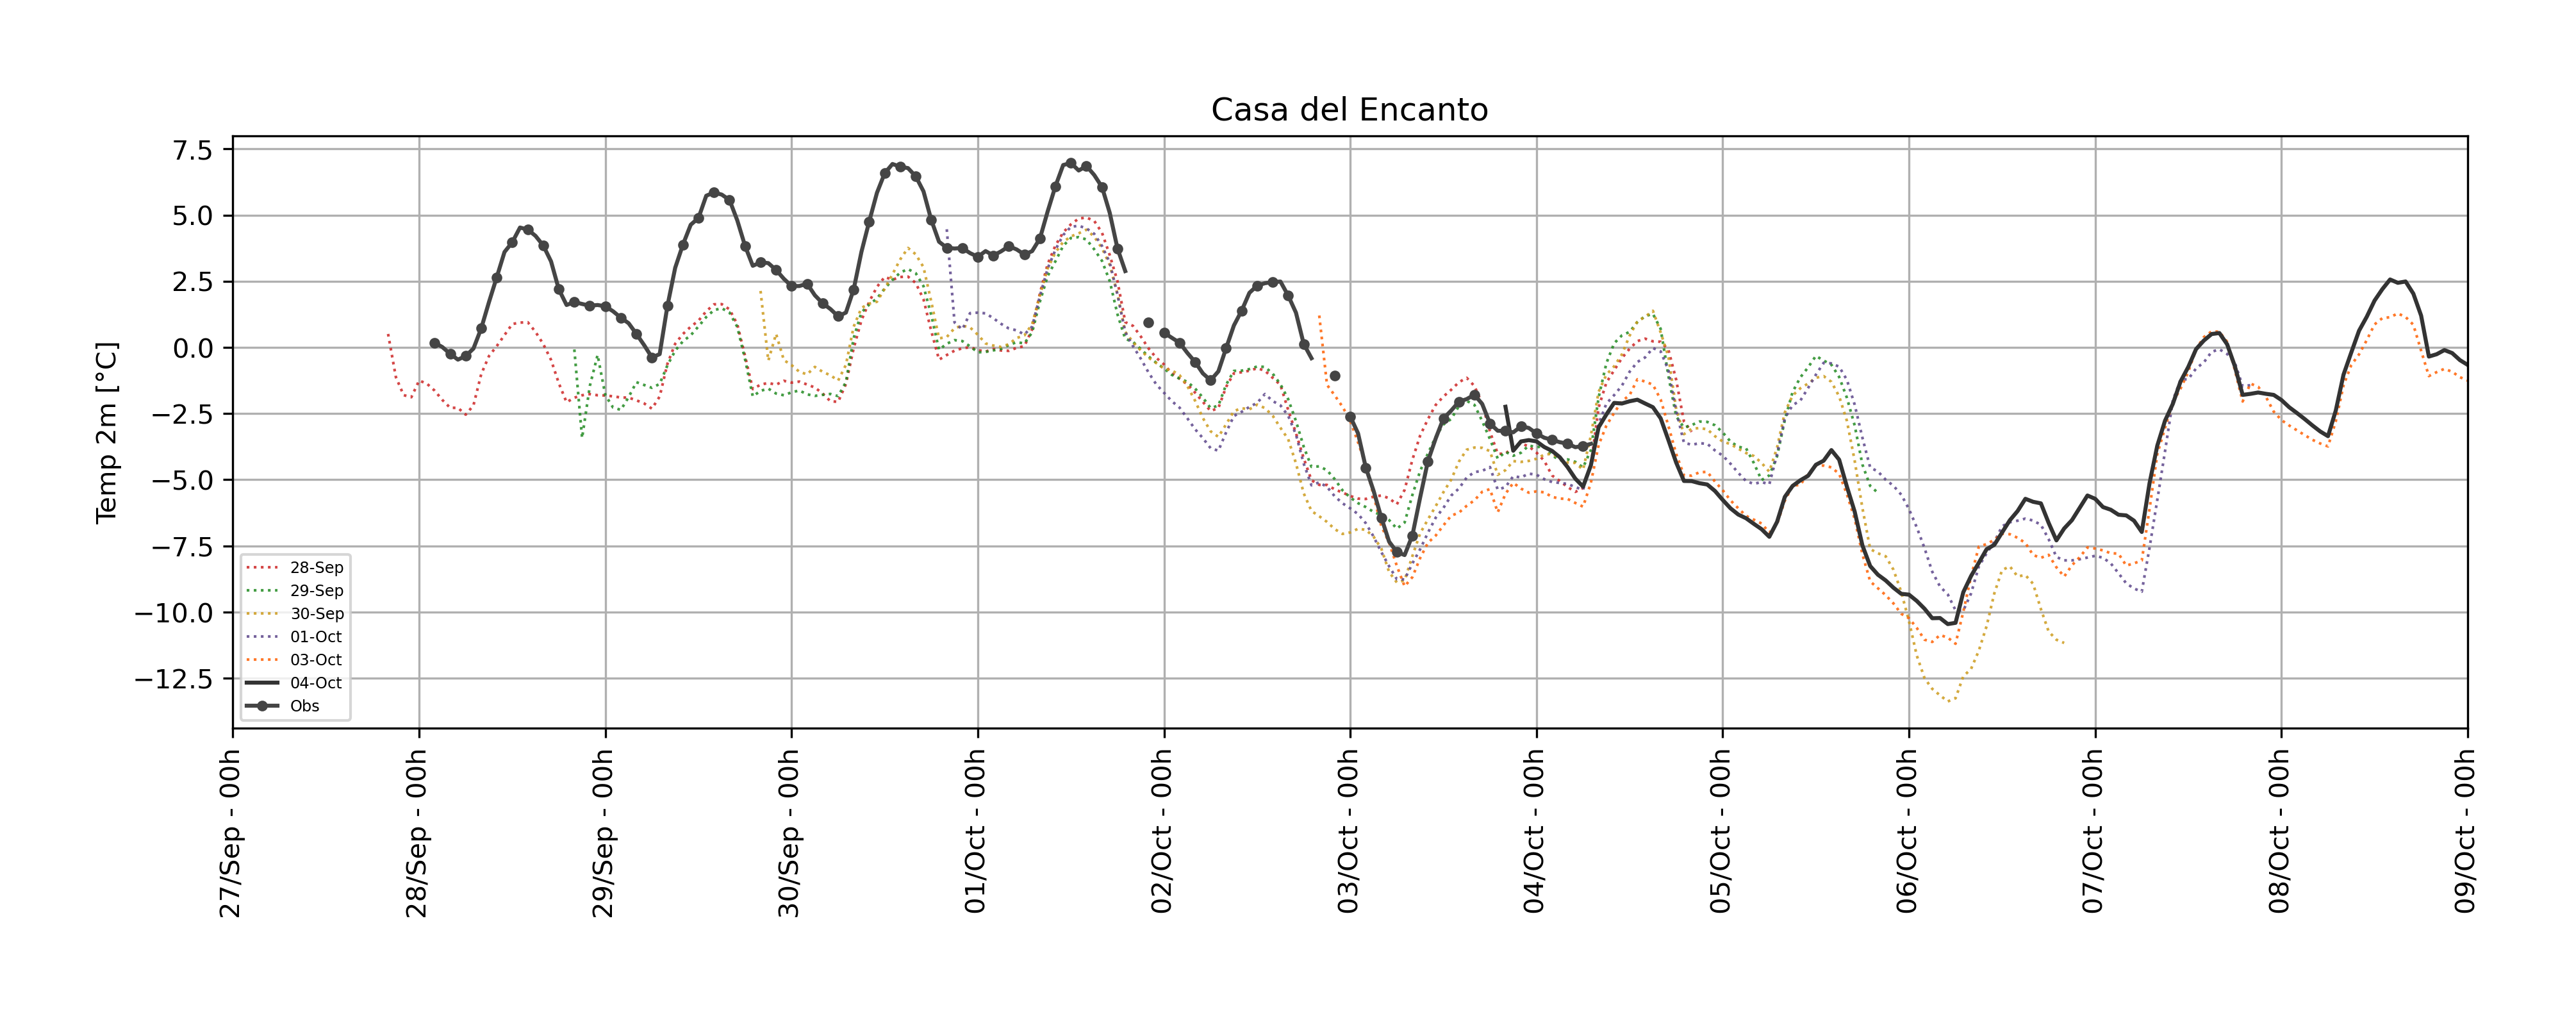 Casa del Encanto
Temp 2m [°C]
7.5
5.0
2.5
0.0
−2.5
−5.0
−7.5
−10.0
−12.5
28-Sep
29-Sep
30-Sep
01-Oct
03-Oct
04-Oct
Obs
27/Sep - 00h
28/Sep - 00h
29/Sep - 00h
30/Sep - 00h
01/Oct - 00h
02/Oct - 00h
03/Oct - 00h
04/Oct - 00h
05/Oct - 00h
06/Oct - 00h
07/Oct - 00h
08/Oct - 00h
09/Oct - 00h